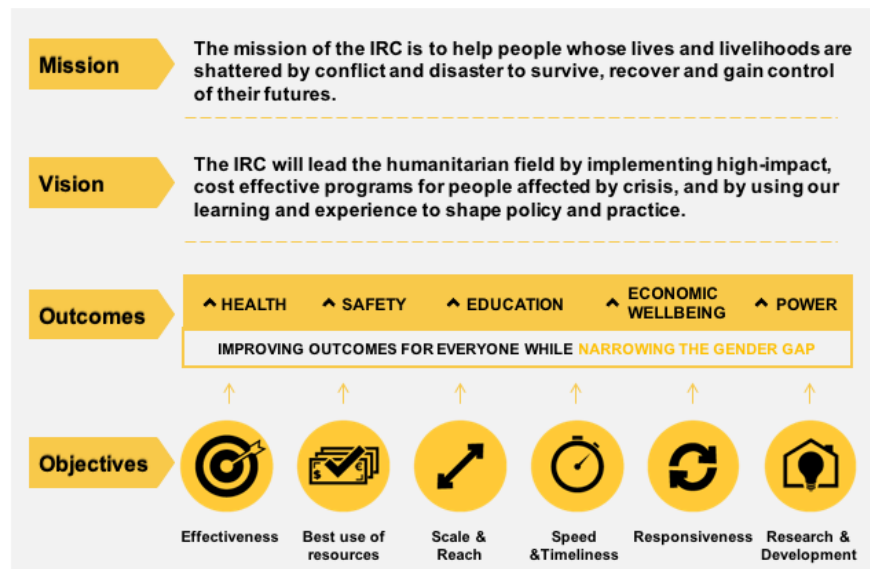 Mission
The mission of the IRC is to help people whose lives and livelihoods are
shattered by conflict and disaster to survive, recover and gain control
of their futures.
Vision
The IRC will lead the humanitarian field by implementing high-impact,
cost effective programs for people affected by crisis, and by using our
learning and experience to shape policy and practice.
Outcomes
HEALTH
SAFETY
EDUCATION
ECONOMIC
WELLBEING
POWER
IMPROVING OUTCOMES FOR EVERYONE WHILE NARROWING THE GENDER GAP
Objectives
$ €
Effectiveness
Best use of
resources
Scale &
Reach
Speed
&Timeliness
Responsiveness
Research &
Development